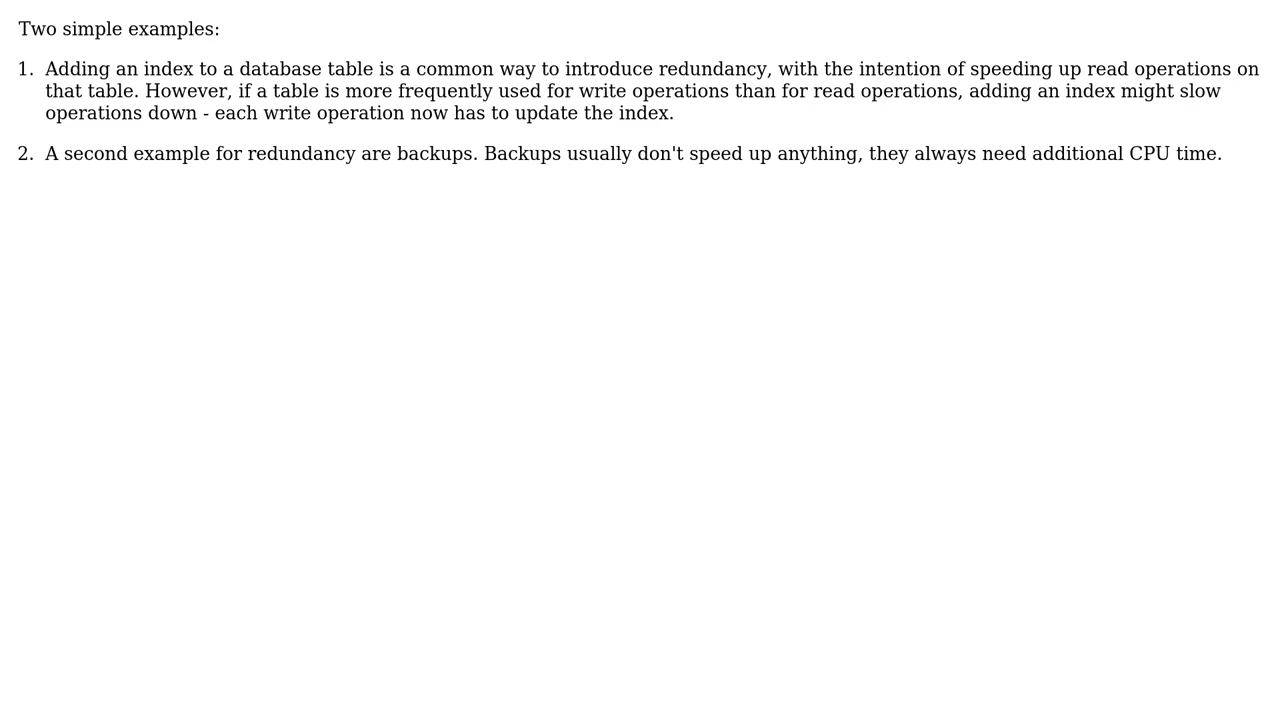 Two simple examples:
1. Adding an index to a database table is a common way to introduce redundancy, with the intention of speeding up read operations on
that table. However, if a table is more frequently used for write operations than for read operations, adding an index might slow
operations down - each write operation now has to update the index.
2. A second example for redundancy are backups. Backups usually don't speed up anything, they always need additional CPU time.